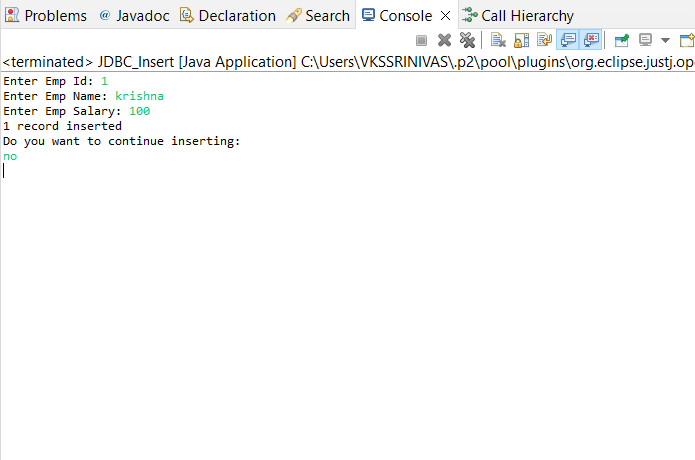 Problems @ Javadoc Declaration Search Console Call Hierarchy
<terminated> JDBC_Insert [Java Application] C:\Users\VKSSRINIVAS\.p2\pool\plugins\org.eclipse.justj.op
Enter Emp Id: 1
Enter Emp Name: krishna
Enter Emp Salary: 100
1 record inserted
Do you want to continue inserting:
no